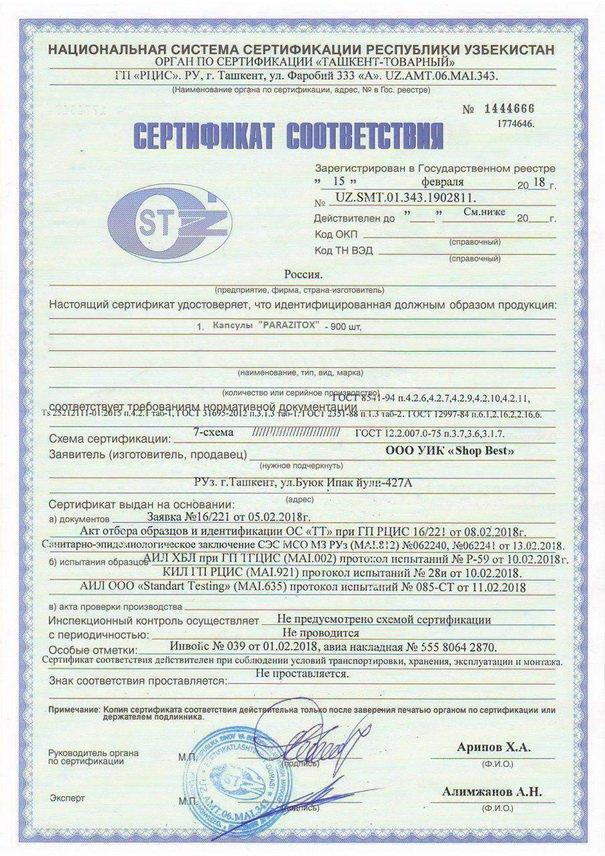 НАЦИОНАЛЬНАЯ СИСТЕМА СЕРТИФИКАЦИИ РЕСПУБЛИКИ УЗБЕКИСТАН
ОРГАН ПО СЕРТИФИКАЦИИ «ТАШКЕНТ-ТОВАРНЫЙ»
ГП «РЦИС». РУ, г. Ташкент, ул. Фаробий 333 «А». UZ.AMT.06.MAI.343.
(Наименование органа по сертификации, адрес, № в Гос. реестре)
№ 1444666
1774646.
СЕРТИФИКАТ СООТВЕТСТВИЯ
Зарегистрирован в Государственном реестре
" 15 " февраля 2018 г.
№ UZ.SMT.01.343.1902811.
Действителен до " " См.ниже 20 г.
Код ОКП
(справочный)
Код ТН ВЭД
(справочный)
ST
Россия.
(предприятие, фирма, страна-изготовитель)
Настоящий сертификат удостоверяет, что идентифицированная должным образом продукция:
1. Капсулы "PARAZITOX" - 900 шт,
(наименование, тип, вид, марка)
(количество или серийное производство)
ГОСТ 8541-94 п.4.2.6,4.2.7,4.2.9,4.2.10,4.2.11,
соответствует требованиям нормативной документации
Ts 25212111-01:2015 п.4.2.1 таб-1, ГОСТ 31695-2012 п.3.1,3 таб-1, ГОСТ 2351-88 п.1.3 таб-2. ГОСТ 12997-84 п.6.1,2.16.2,2.16.6.
Схема сертификации: 7-схема ///////////////////////// ГОСТ 12.2.007.0-75 п.3.7,3.6,3.1.7.
Заявитель (изготовитель, продавец) ООО УИК «Shop Best»
(нужное подчеркнуть)
РУз. г.Ташкент, ул.Буюк Ипак йули-427А
(адрес)
Сертификат выдан на основании:
а) документов Заявка №16/221 от 05.02.2018г.
Акт отбора образцов и идентификации ОС «ТТ» при ГП РЦИС 16/221 от 08.02.2018г.
Санитарно-эпидемиологическое заключение СЭС МСО МЗ РУз (MAI.812) №062240, №062241 от 13.02.2018.
б) испытания образцов АИЛ ХБЛ при ГП ТГЦИС (MAI.002) протокол испытаний № Р-59 от 10.02.2018г.
КИЛ ГП РЦИС (MAI.921) протокол испытаний № 28и от 10.02.2018.
АИЛ ООО «Standart Testing» (MAI.635) протокол испытаний № 085-СТ от 11.02.2018
в) акта проверки производства
Инспекционный контроль осуществляет Не предусмотрено схемой сертификации
с периодичностью: Не проводится
Особые отметки: Инвойс № 039 от 01.02.2018, авиа накладная № 555 8064 2870.
Сертификат соответствия действителен при соблюдении условий транспортировки, хранения, эксплуатации и монтажа.
Знак соответствия проставляется: Не проставляется.
Примечание: Копия сертификата соответствия действительна только после заверения печатью органом по сертификации или
держателем подлинника.
Руководитель органа
по сертификации
М.П.
(подпись)
Арипов Х.А.
(Ф.И.О.)
Эксперт
М.П.
(подпись)
Алимжанов А.Н.
(Ф.И.О.)
ST
AMT.06.MAI.343